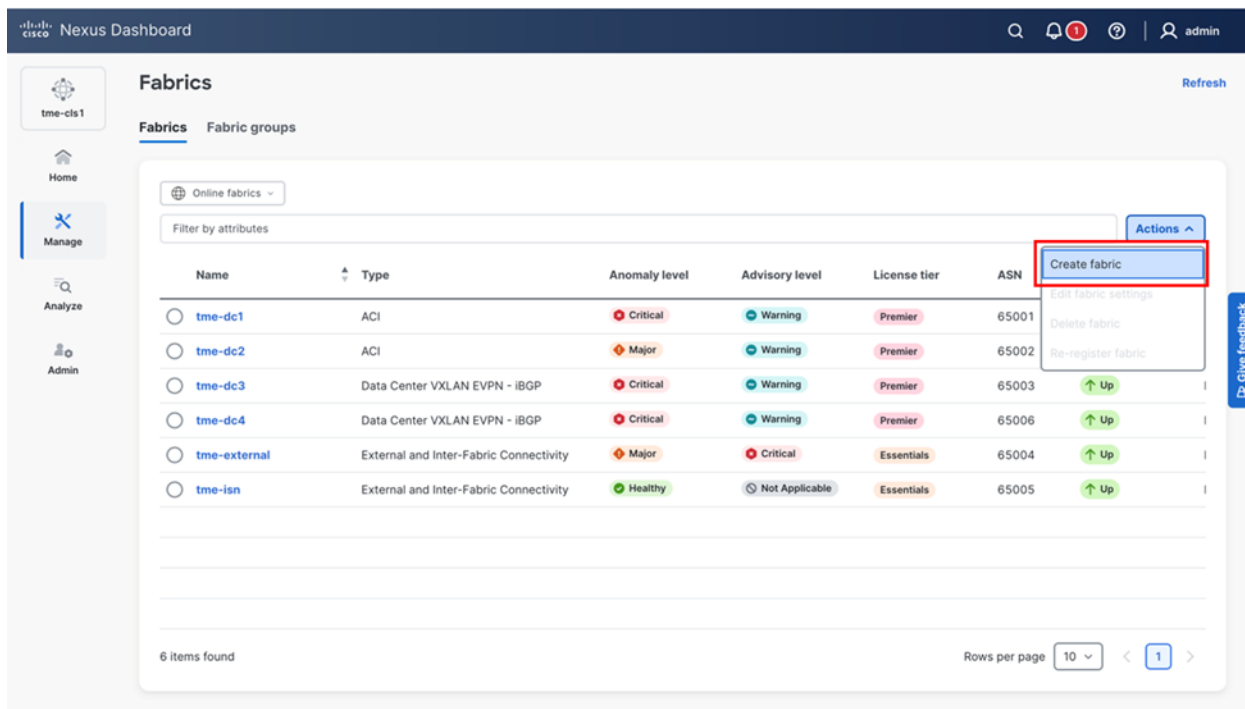 cisco Nexus Dashboard 1 admin
tme-cls1
Home
Manage
Analyze
Admin
Fabrics Refresh
Fabrics Fabric groups
Online fabrics
Filter by attributes Actions
Create fabric
Edit fabric settings
Delete fabric
Re-register fabric
Name Type Anomaly level Advisory level License tier ASN
tme-dc1 ACI Critical Warning Premier 65001
tme-dc2 ACI Major Warning Premier 65002
tme-dc3 Data Center VXLAN EVPN - iBGP Critical Warning Premier 65003 Up
tme-dc4 Data Center VXLAN EVPN - iBGP Critical Warning Premier 65006 Up
tme-external External and Inter-Fabric Connectivity Major Critical Essentials 65004 Up
tme-isn External and Inter-Fabric Connectivity Healthy Not Applicable Essentials 65005 Up
6 items found Rows per page 10 1
Give feedback